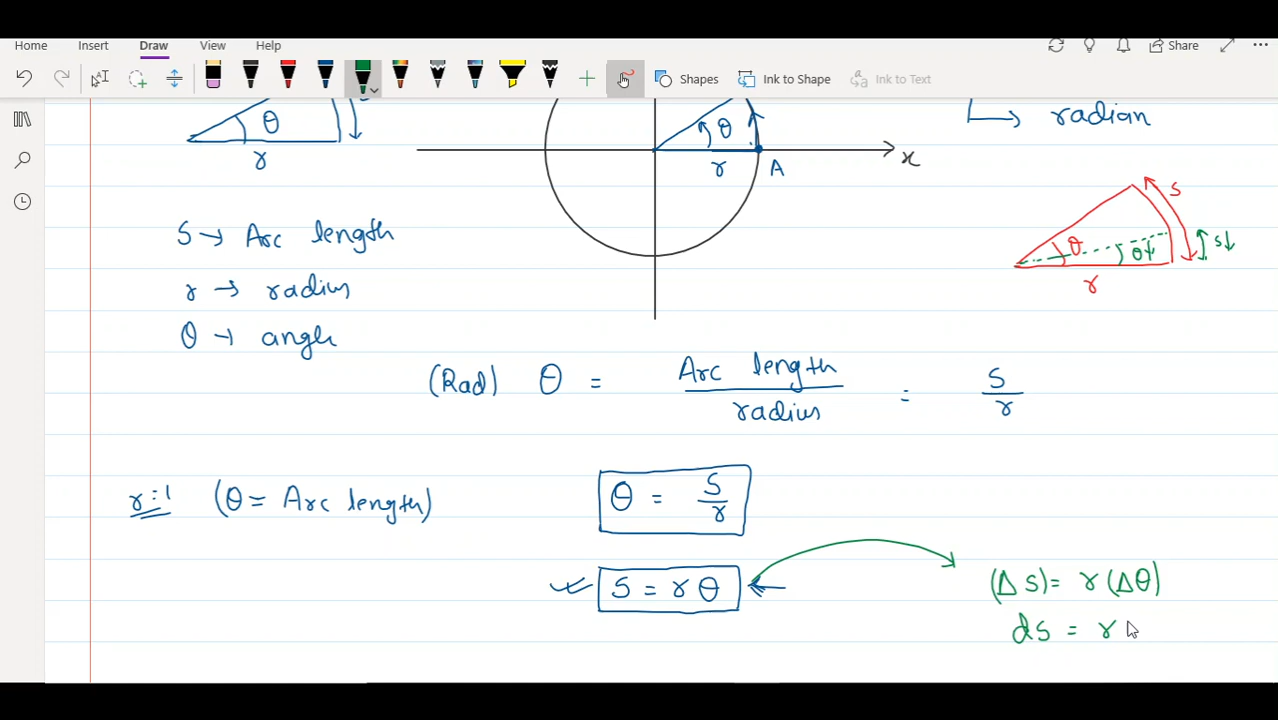 Home Insert Draw View Help Share
Shapes Ink to Shape Ink to Text
θ
r
θ
r A
x
radian
s
θ
θ↓
s↓
r
S → Arc length
r → radius
θ → angle
(Rad) θ = Arc length / radius = S / r
r=1 (θ = Arc length)
θ = S / r
S = r θ
(Δs) = r (Δθ)
ds = r